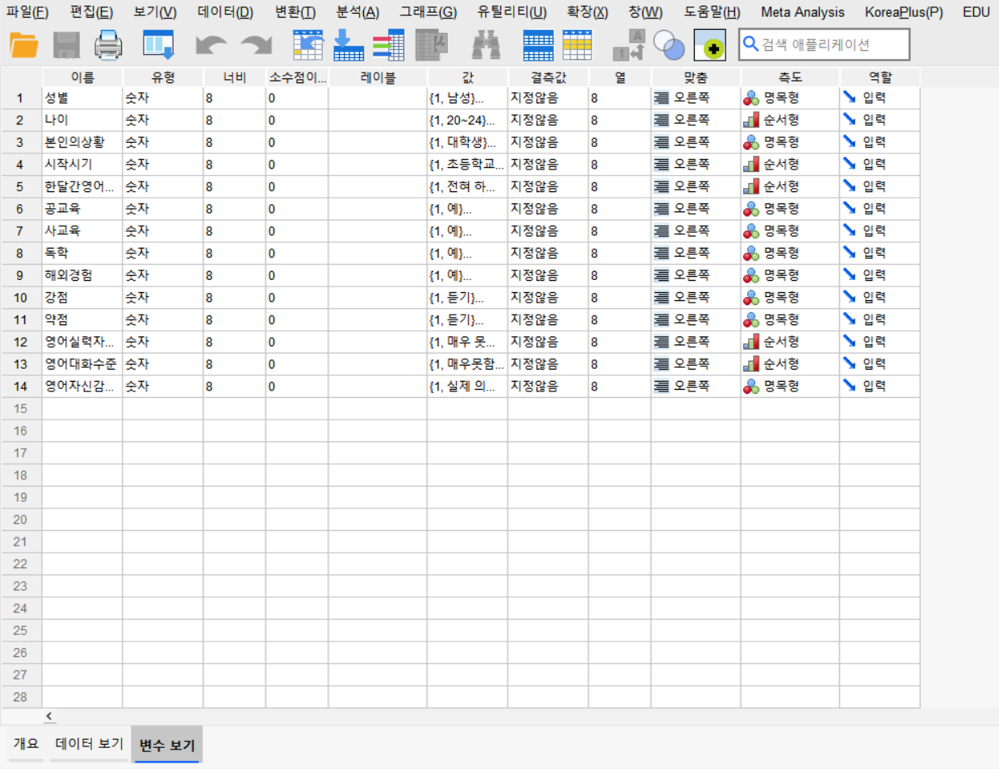 파일(F) 편집(E) 보기(V) 데이터(D) 변환(T) 분석(A) 그래프(G) 유틸리티(U) 확장(X) 창(W) 도움말(H) Meta Analysis KoreaPlus(P) EDU
검색 애플리케이션
이름 유형 너비 소수점이... 레이블 값 결측값 열 맞춤 측도 역할
1 성별 숫자 8 0 {1, 남성}... 지정않음 8 오른쪽 명목형 입력
2 나이 숫자 8 0 {1, 20~24}... 지정않음 8 오른쪽 순서형 입력
3 본인의상황 숫자 8 0 {1, 대학생}... 지정않음 8 오른쪽 명목형 입력
4 시작시기 숫자 8 0 {1, 초등학교... 지정않음 8 오른쪽 순서형 입력
5 한달간영어... 숫자 8 0 {1, 전혀 하... 지정않음 8 오른쪽 순서형 입력
6 공교육 숫자 8 0 {1, 예}... 지정않음 8 오른쪽 명목형 입력
7 사교육 숫자 8 0 {1, 예}... 지정않음 8 오른쪽 명목형 입력
8 독학 숫자 8 0 {1, 예}... 지정않음 8 오른쪽 명목형 입력
9 해외경험 숫자 8 0 {1, 예}... 지정않음 8 오른쪽 명목형 입력
10 강점 숫자 8 0 {1, 듣기}... 지정않음 8 오른쪽 명목형 입력
11 약점 숫자 8 0 {1, 듣기}... 지정않음 8 오른쪽 명목형 입력
12 영어실력자... 숫자 8 0 {1, 매우 못... 지정않음 8 오른쪽 순서형 입력
13 영어대화수준 숫자 8 0 {1, 매우못함... 지정않음 8 오른쪽 순서형 입력
14 영어자신감... 숫자 8 0 {1, 실제 의... 지정않음 8 오른쪽 명목형 입력
15
16
17
18
19
20
21
22
23
24
25
26
27
28
개요 데이터 보기 변수 보기